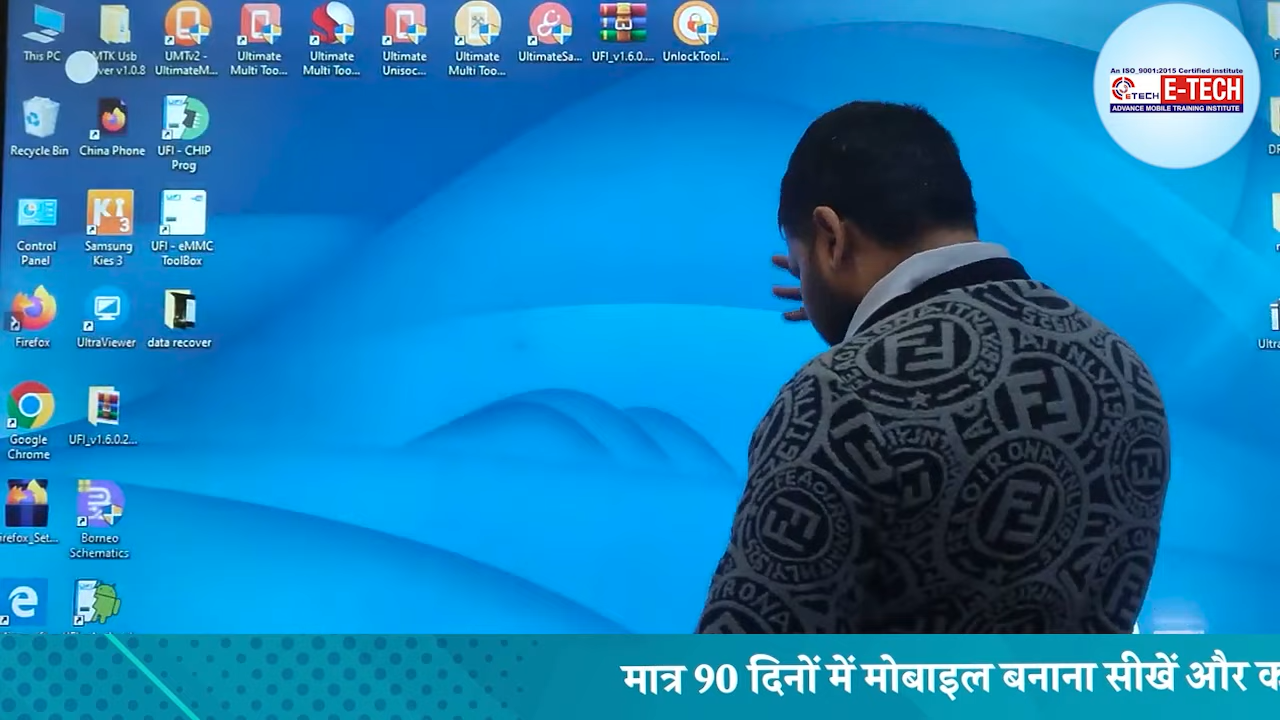 This PC
MTK Usb
ver v1.0.8
UMTv2 -
UltimateM...
Ultimate
Multi Too...
Ultimate
Multi Too...
Ultimate
Unisoc...
Ultimate
Multi Too...
UltimateSa...
UFI_v1.6.0....
UnlockTool...
An ISO_9001:2015 Certified institute
ETECH E-TECH
ADVANCE MOBILE TRAINING INSTITUTE
Recycle Bin
China Phone
UFI - CHIP
Prog
Control
Panel
Samsung
Kies 3
UFI - eMMC
ToolBox
Firefox
UltraViewer
data recover
Google
Chrome
UFI_v1.6.0.2...
irefox_Set...
Borneo
Schematics
मात्र 90 दिनों में मोबाइल बनाना सीखें और क